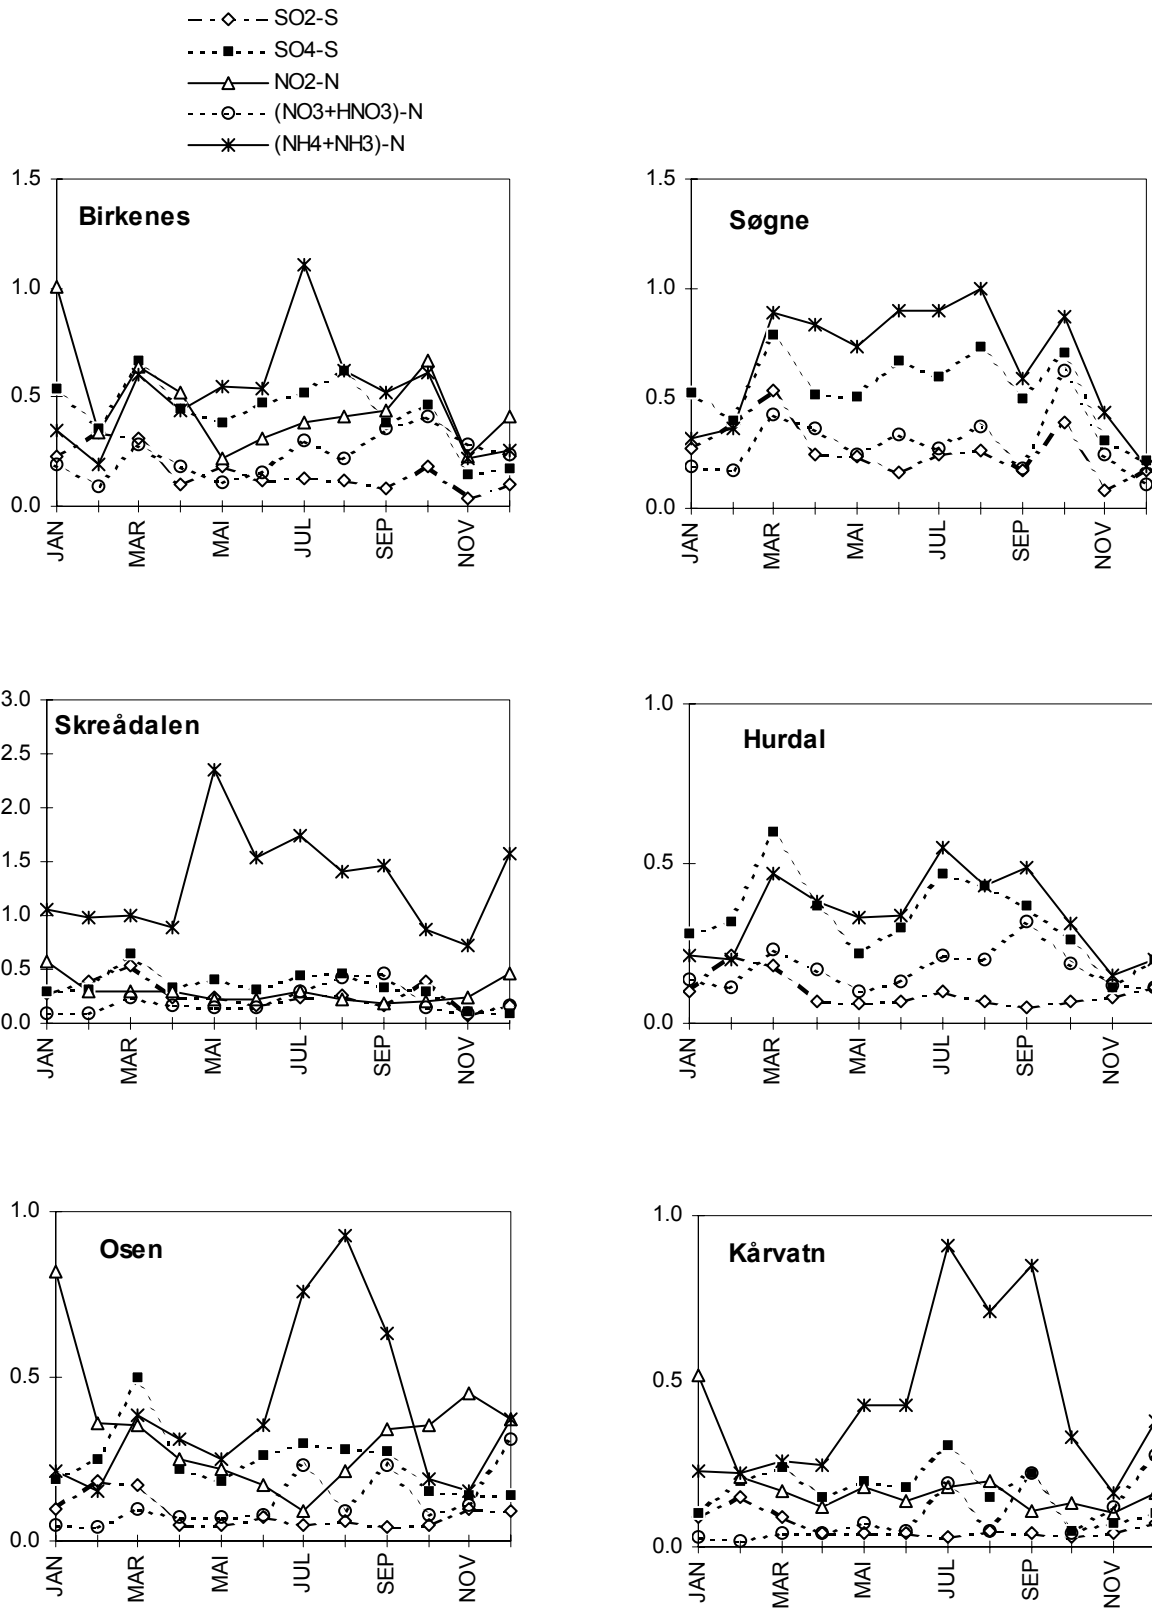 SO2-S
SO4-S
NO2-N
(NO3+HNO3)-N
(NH4+NH3)-N
Birkenes
1.5
1.0
0.5
0.0
JAN
MAR
MAI
JUL
SEP
NOV
Søgne
1.5
1.0
0.5
0.0
JAN
MAR
MAI
JUL
SEP
NOV
Skreådalen
3.0
2.5
2.0
1.5
1.0
0.5
0.0
JAN
MAR
MAI
JUL
SEP
NOV
Hurdal
1.0
0.5
0.0
JAN
MAR
MAI
JUL
SEP
NOV
Osen
1.0
0.5
0.0
JAN
MAR
MAI
JUL
SEP
NOV
Kårvatn
1.0
0.5
0.0
JAN
MAR
MAI
JUL
SEP
NOV